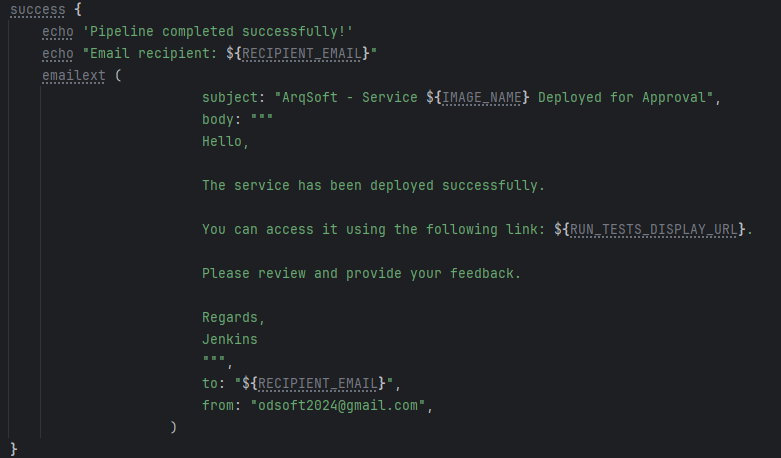 success {
echo 'Pipeline completed successfully!'
echo "Email recipient: ${RECIPIENT_EMAIL}"
emailext (
subject: "ArqSoft - Service ${IMAGE_NAME} Deployed for Approval",
body: """
Hello,
The service has been deployed successfully.
You can access it using the following link: ${RUN_TESTS_DISPLAY_URL}.
Please review and provide your feedback.
Regards,
Jenkins
""",
to: "${RECIPIENT_EMAIL}",
from: "odsoft2024@gmail.com",
)
}